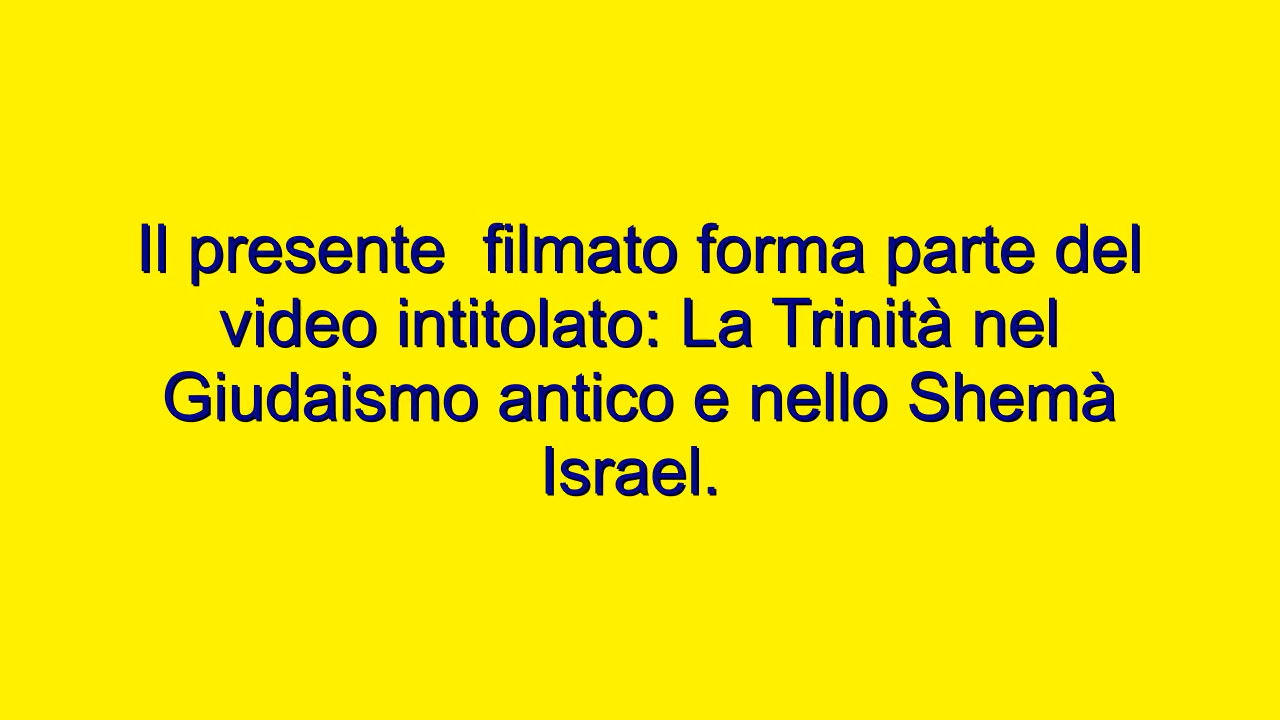 Il presente  filmato forma parte del
video intitolato: La Trinità nel
Giudaismo antico e nello Shemà
Israel.